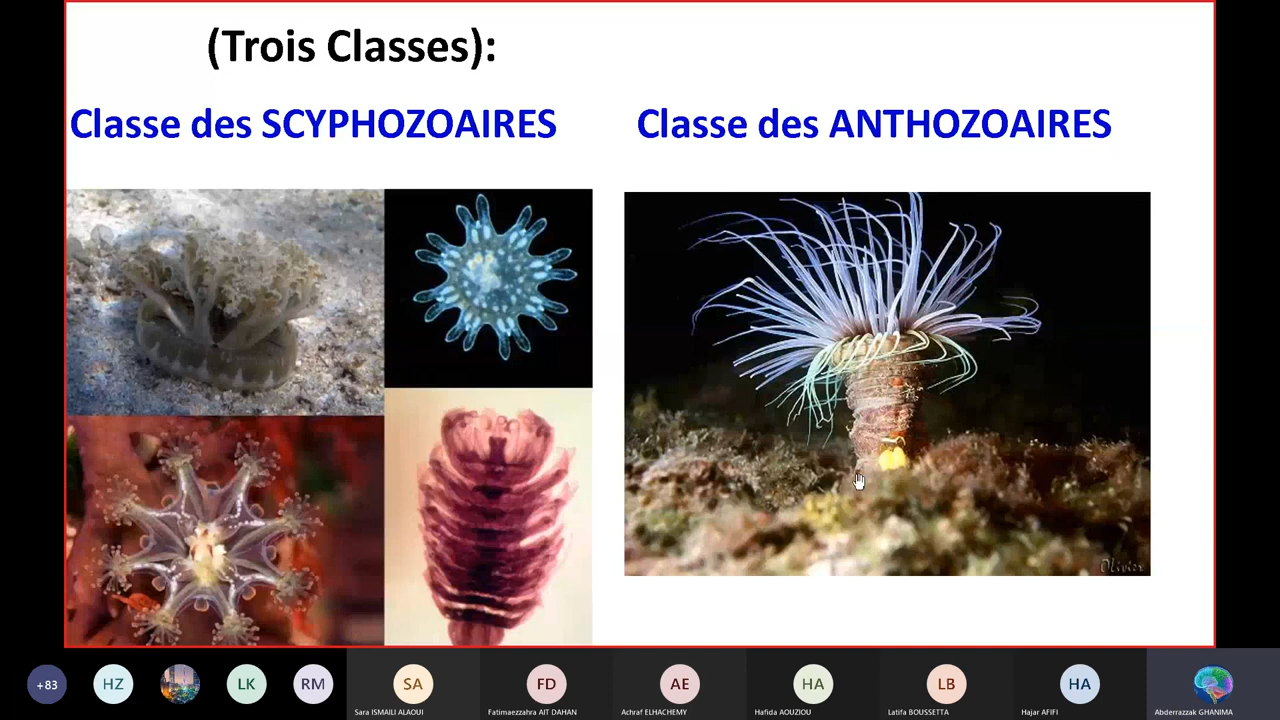 (Trois Classes):
Classe des SCYPHOZOAIRES
Classe des ANTHOZOAIRES
Olivier
+83
HZ
LK
RM
SA
FD
AE
HA
LB
HA
Sara ISMAILI ALAOUI
Fatimaezzahra AIT DAHAN
Achraf ELHACHEMY
Hafida AOUZIOU
Latifa BOUSSETTA
Hajar AFIFI
Abderrazzak GHANIMA